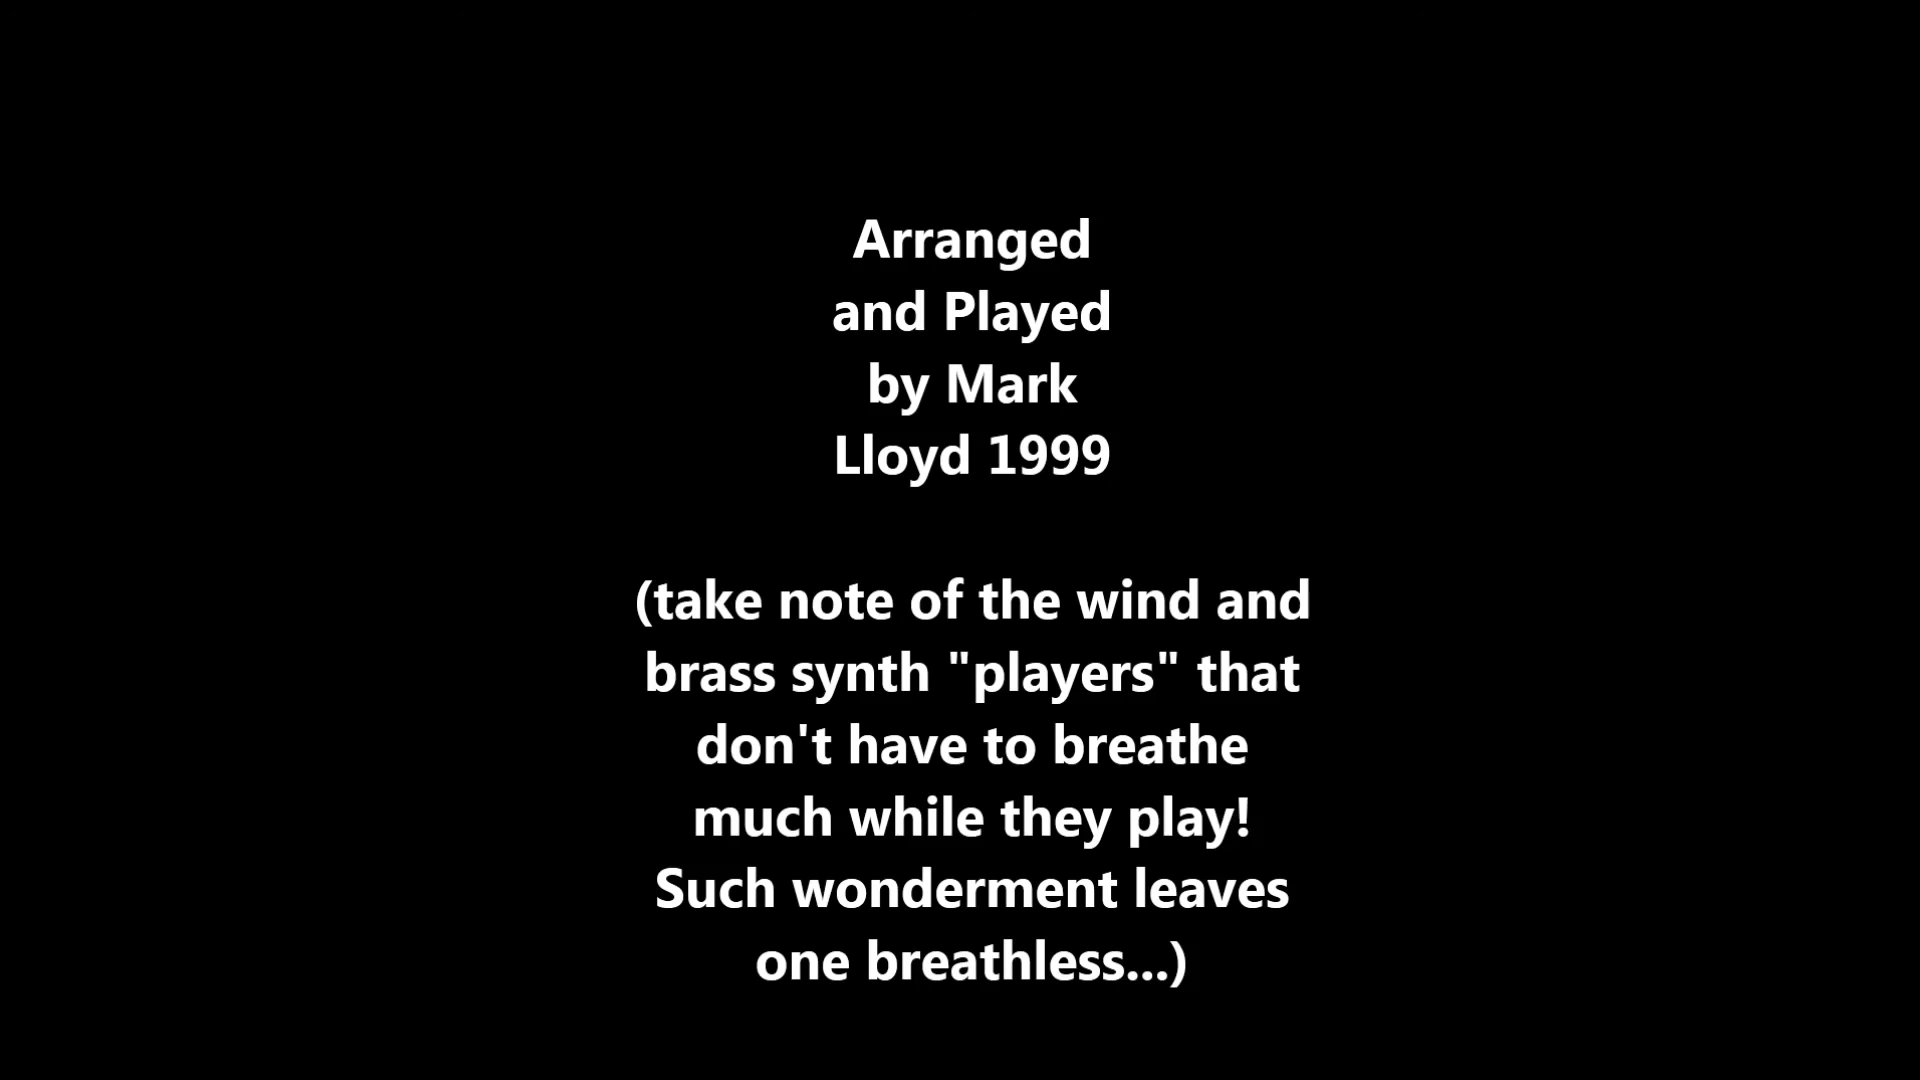 Arranged
and Played
by Mark
Lloyd 1999
(take note of the wind and
brass synth "players" that
don't have to breathe
much while they play!
Such wonderment leaves
one breathless...)